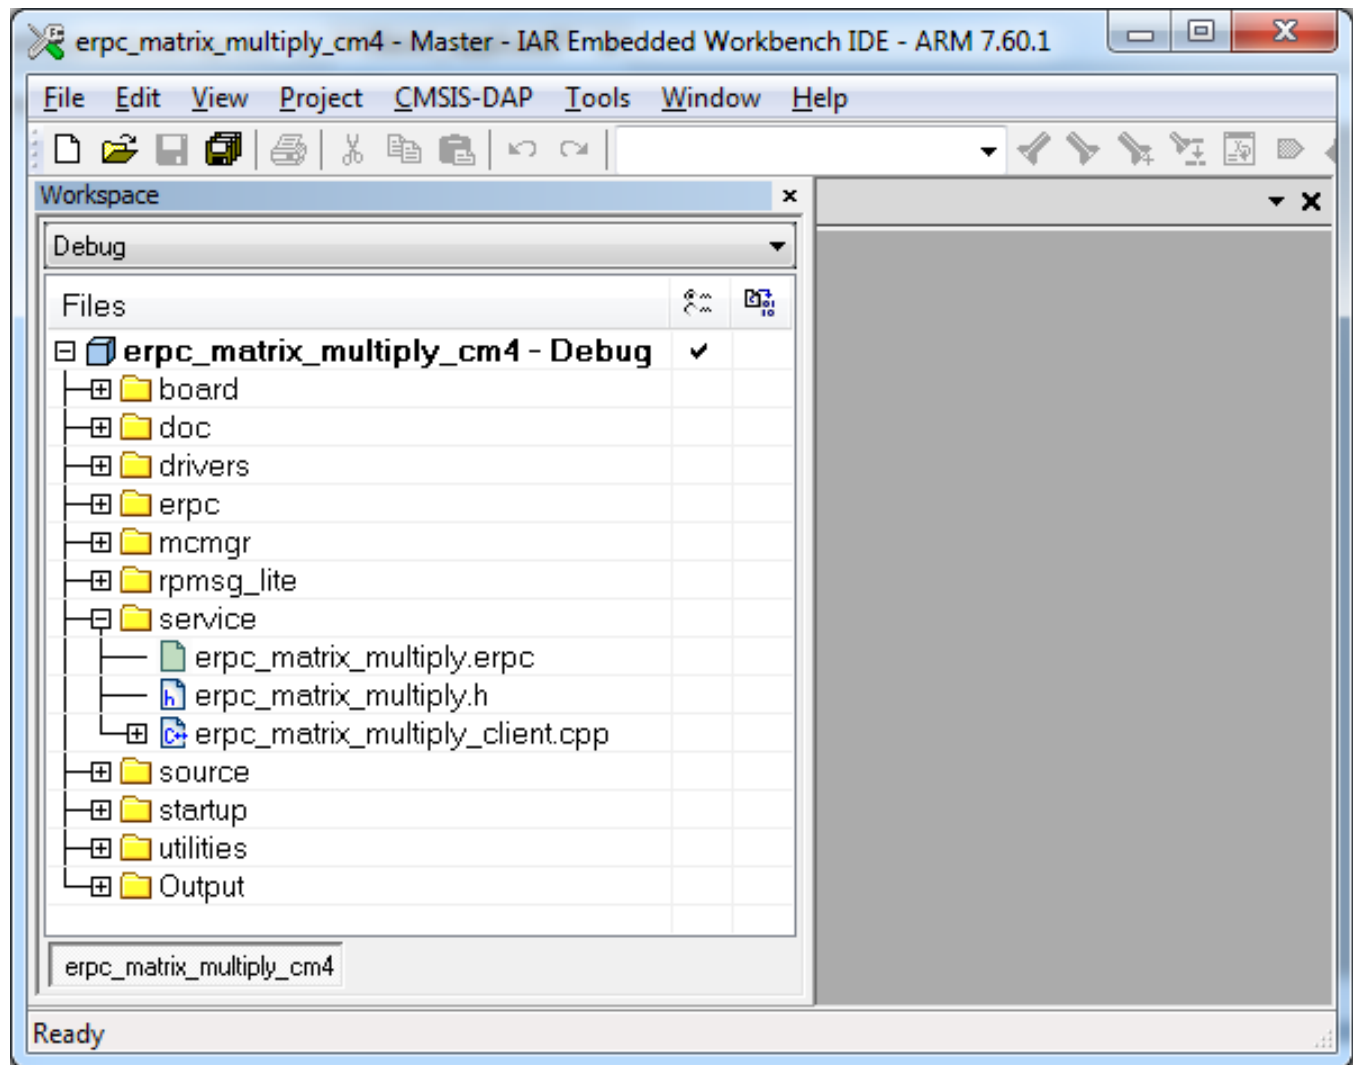 erpc_matrix_multiply_cm4 - Master - IAR Embedded Workbench IDE - ARM 7.60.1
File Edit View Project CMSIS-DAP Tools Window Help
Workspace
Debug
Files
erpc_matrix_multiply_cm4 - Debug
board
doc
drivers
erpc
mcmgr
rpmsg_lite
service
erpc_matrix_multiply.erpc
erpc_matrix_multiply.h
erpc_matrix_multiply_client.cpp
source
startup
utilities
Output
erpc_matrix_multiply_cm4
Ready